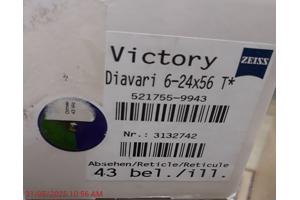 Victory
ZEISS
Diavari 6-24x56 T*
521755-9943
Nr.: 3132742
Absehen/Reticle/Reticule
43 bel./ill.